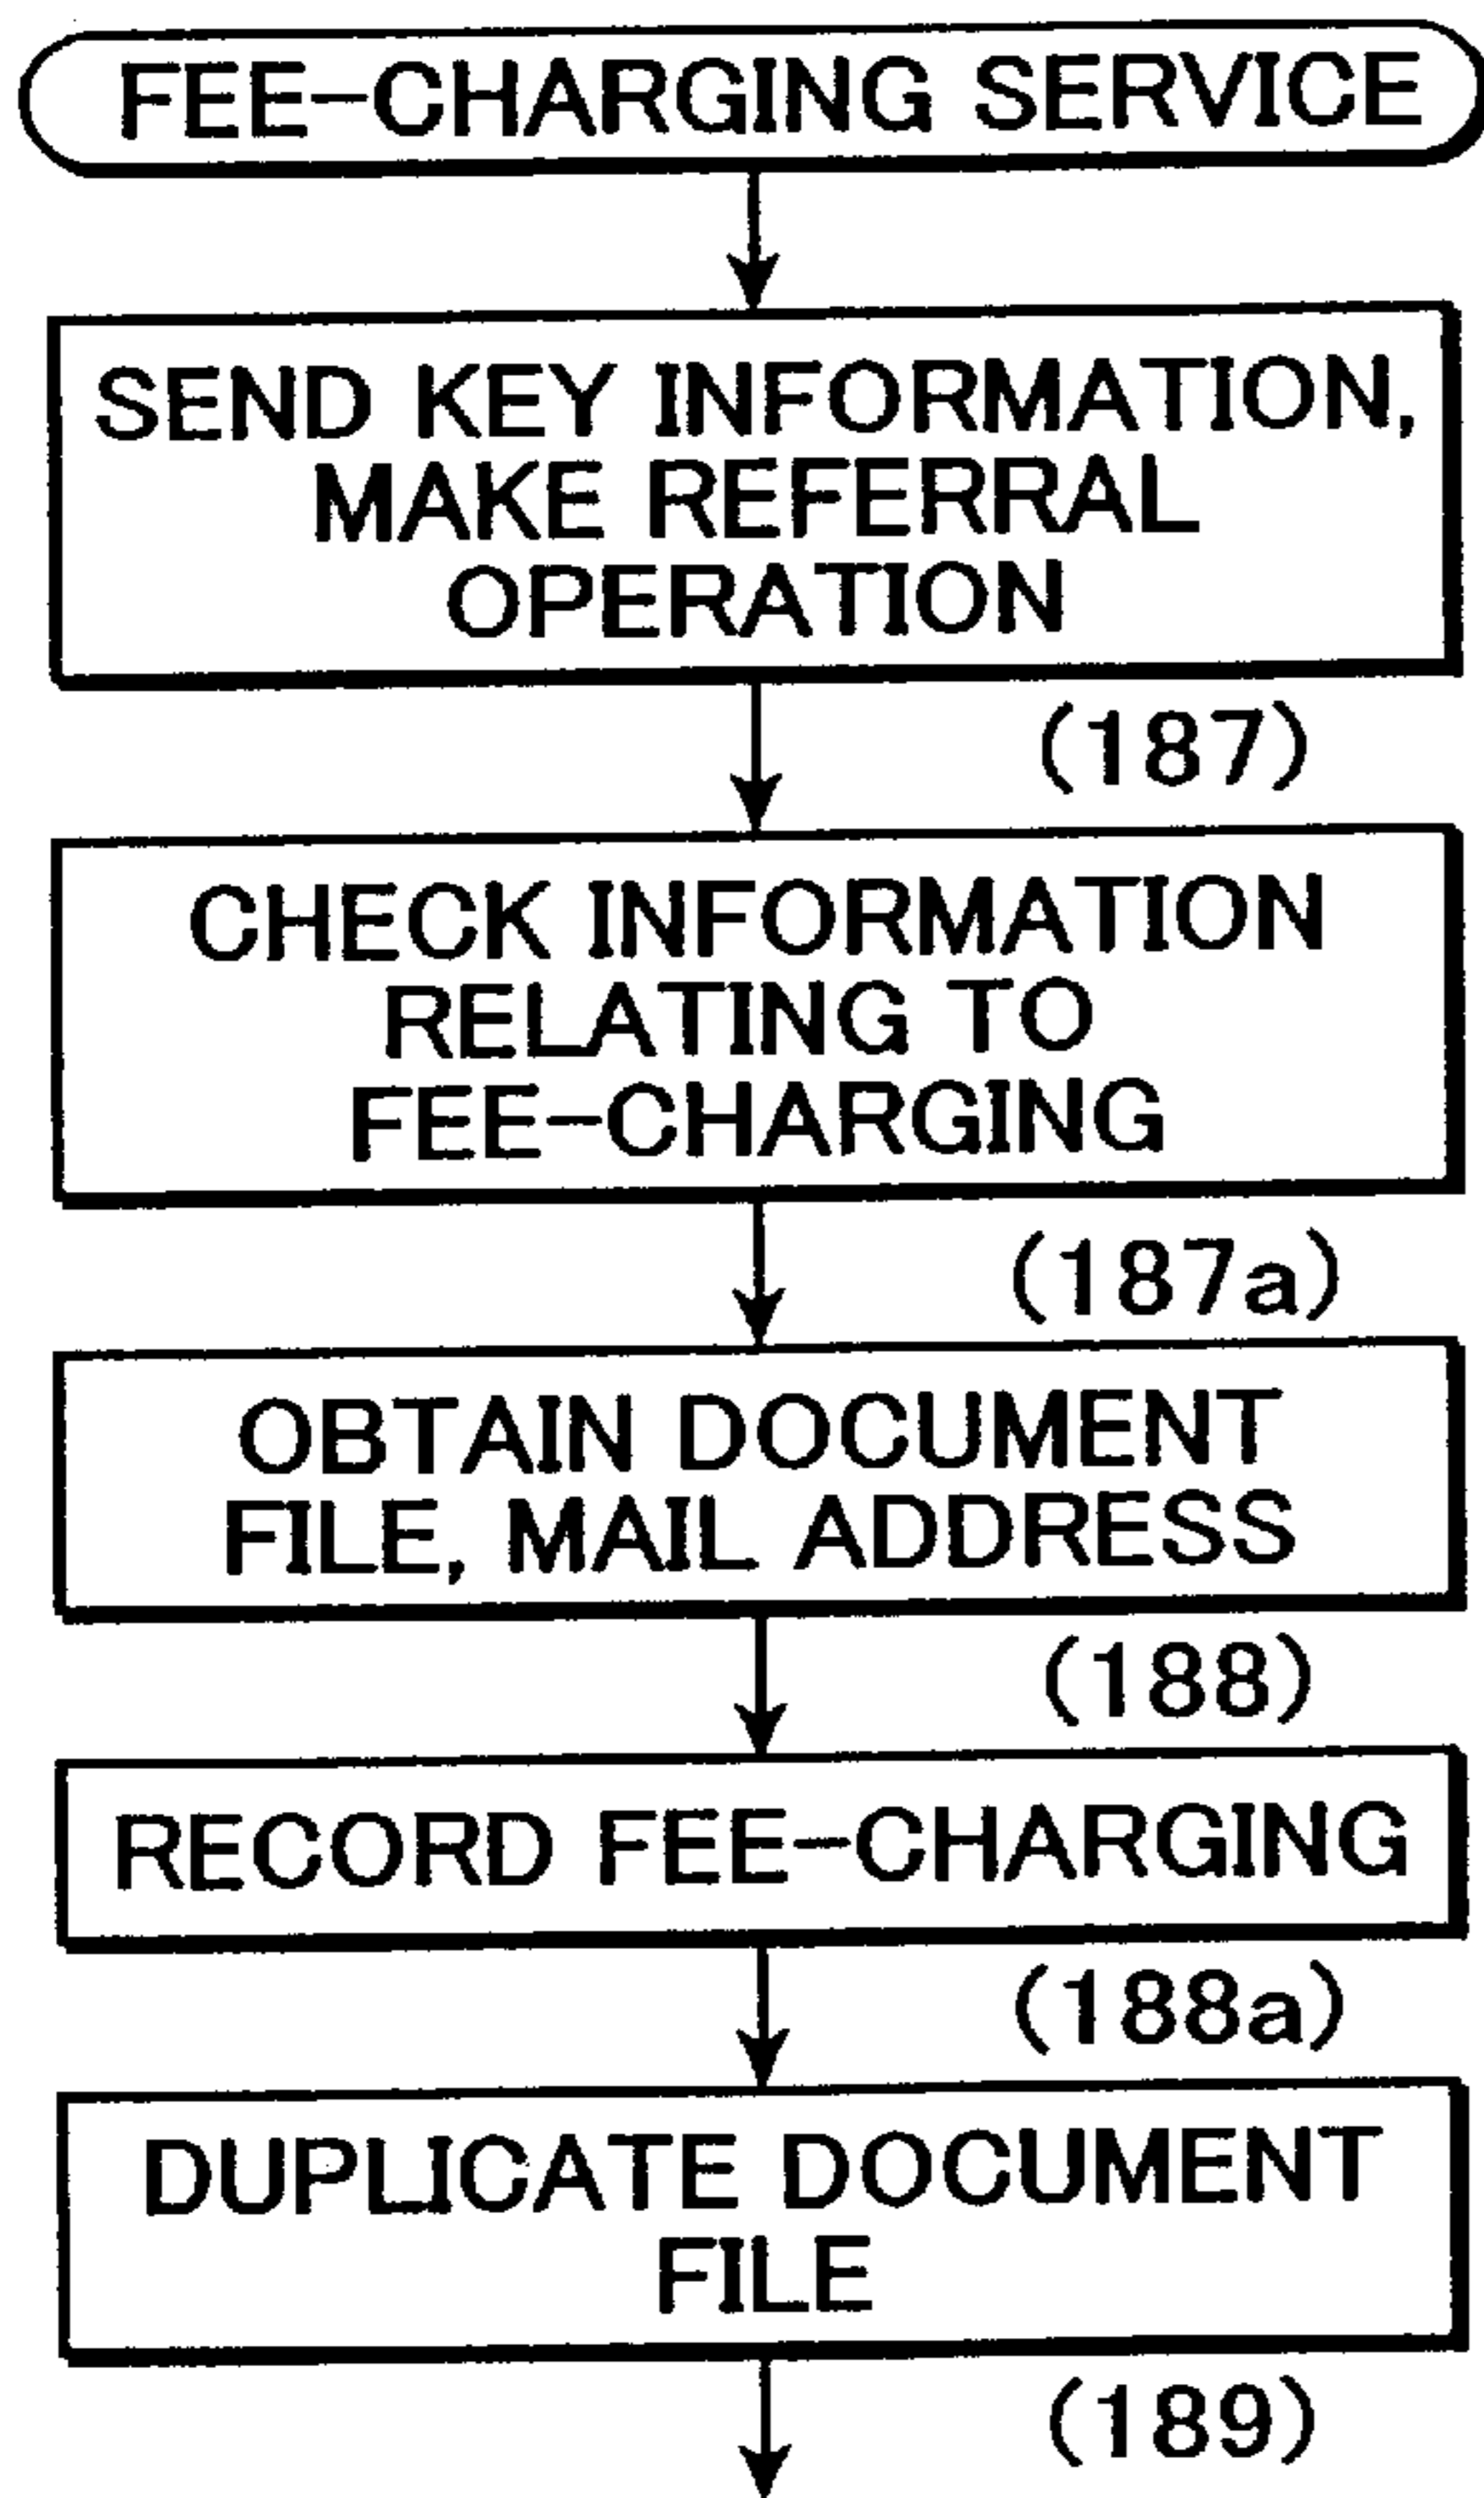 FEE-CHARGING SERVICE
SEND KEY INFORMATION,
MAKE REFERRAL
OPERATION
(187)
CHECK INFORMATION
RELATING TO
FEE-CHARGING
(187a)
OBTAIN DOCUMENT
FILE, MAIL ADDRESS
(188)
RECORD FEE-CHARGING
(188a)
DUPLICATE DOCUMENT
FILE
(189)